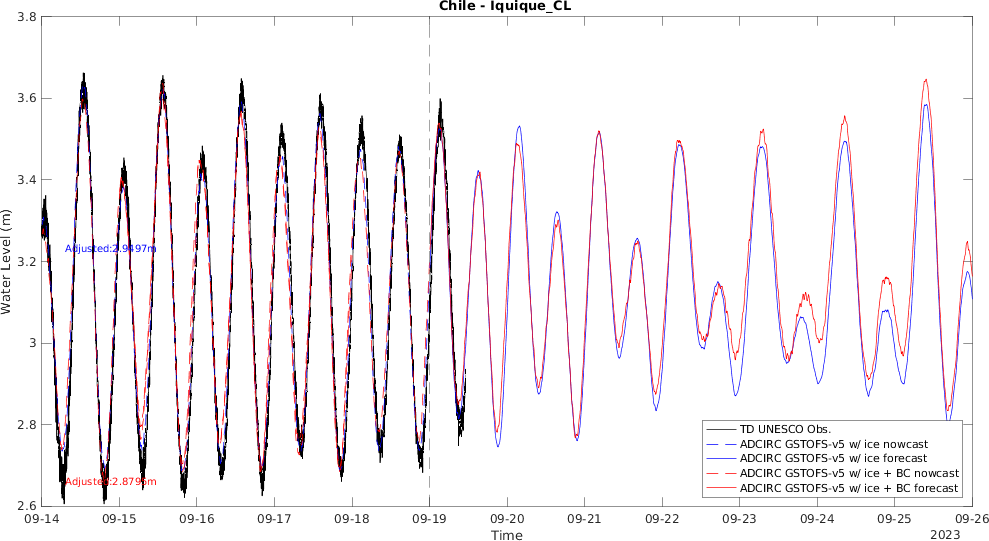 Chile - Iquique_CL
3.8
3.6
3.4
3.2
3
2.8
2.6
Water Level (m)
Adjusted:2.9497m
Adjusted:2.8795m
TD UNESCO Obs.
ADCIRC GSTOFS-v5 w/ ice nowcast
ADCIRC GSTOFS-v5 w/ ice forecast
ADCIRC GSTOFS-v5 w/ ice + BC nowcast
ADCIRC GSTOFS-v5 w/ ice + BC forecast
09-14 09-15 09-16 09-17 09-18 09-19 09-20 09-21 09-22 09-23 09-24 09-25 09-26
Time
2023